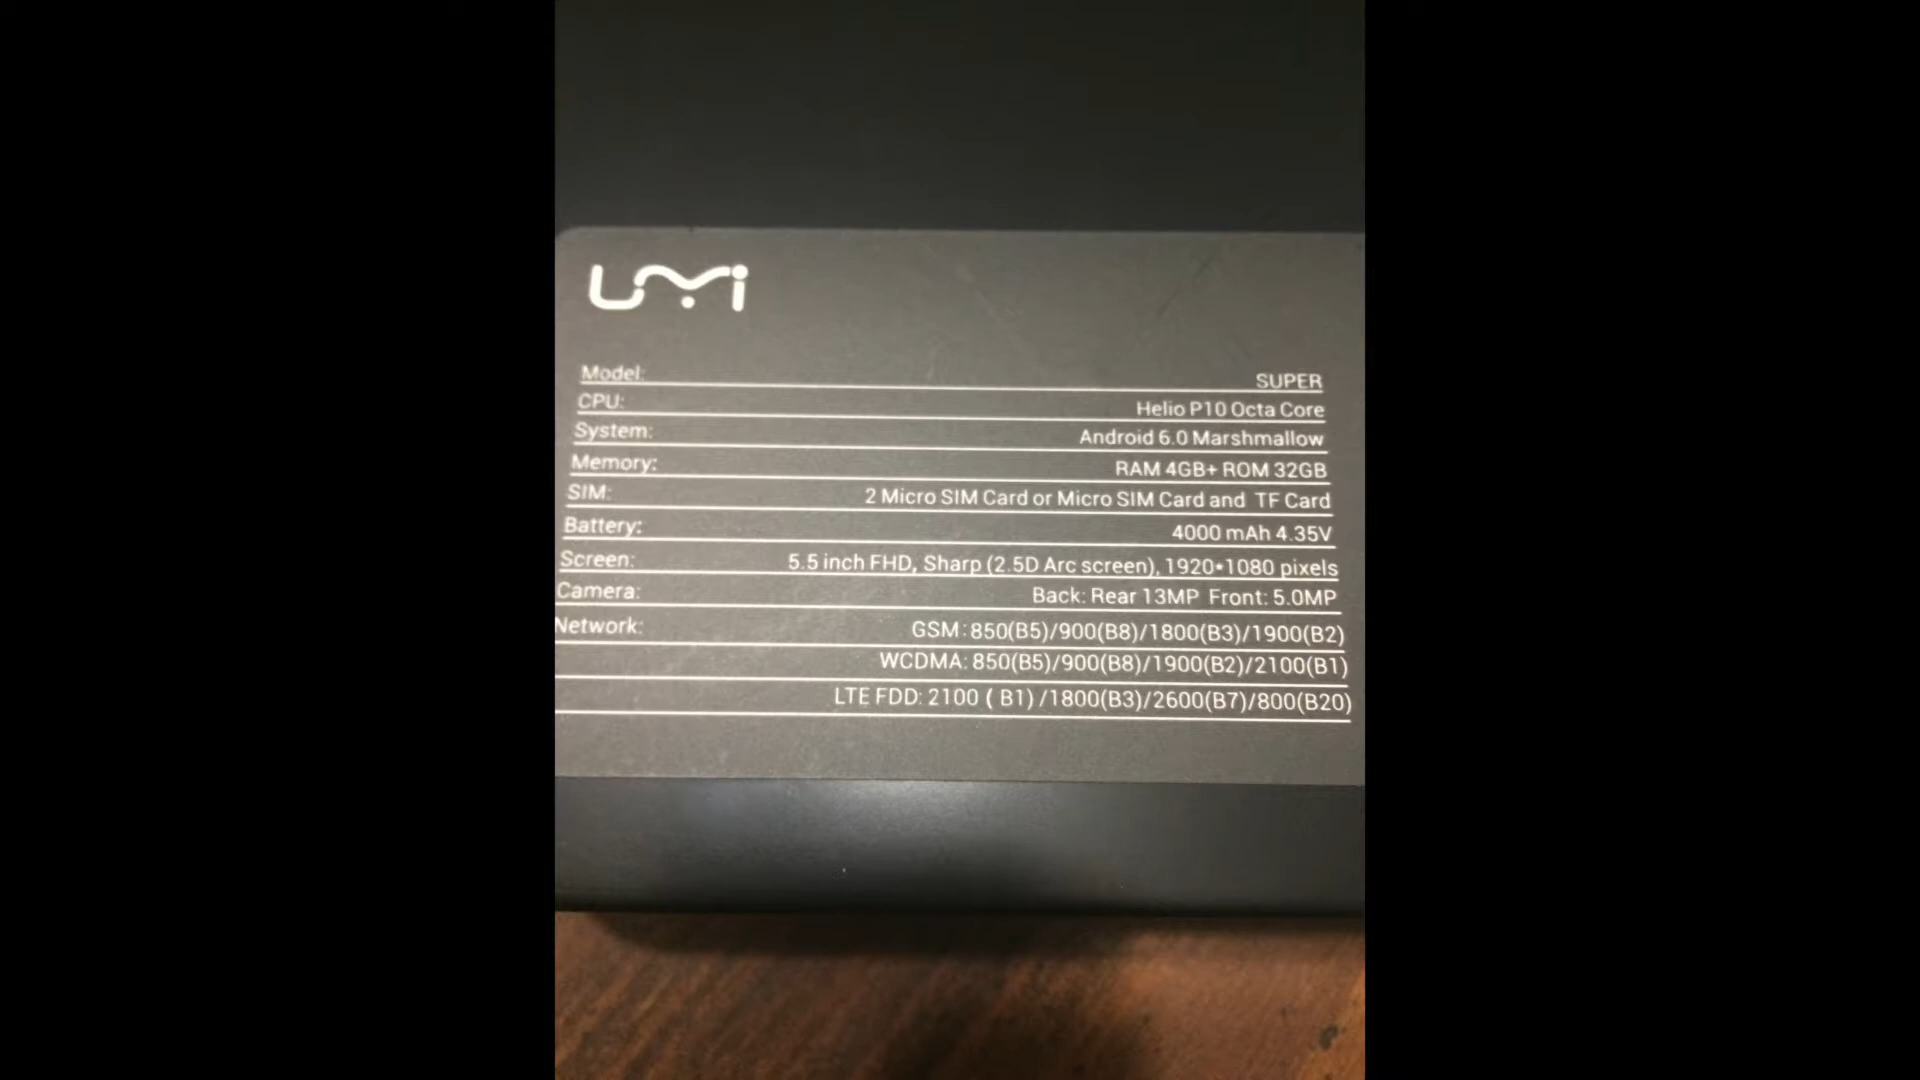 UMi
Model: SUPER
CPU: Helio P10 Octa Core
System: Android 6.0 Marshmallow
Memory: RAM 4GB+ ROM 32GB
SIM: 2 Micro SIM Card or Micro SIM Card and TF Card
Battery: 4000 mAh 4.35V
Screen: 5.5 inch FHD, Sharp (2.5D Arc screen), 1920*1080 pixels
Camera: Back: Rear 13MP Front: 5.0MP
Network: GSM: 850(B5)/900(B8)/1800(B3)/1900(B2)
WCDMA: 850(B5)/900(B8)/1900(B2)/2100(B1)
LTE FDD: 2100 ( B1) /1800(B3)/2600(B7)/800(B20)